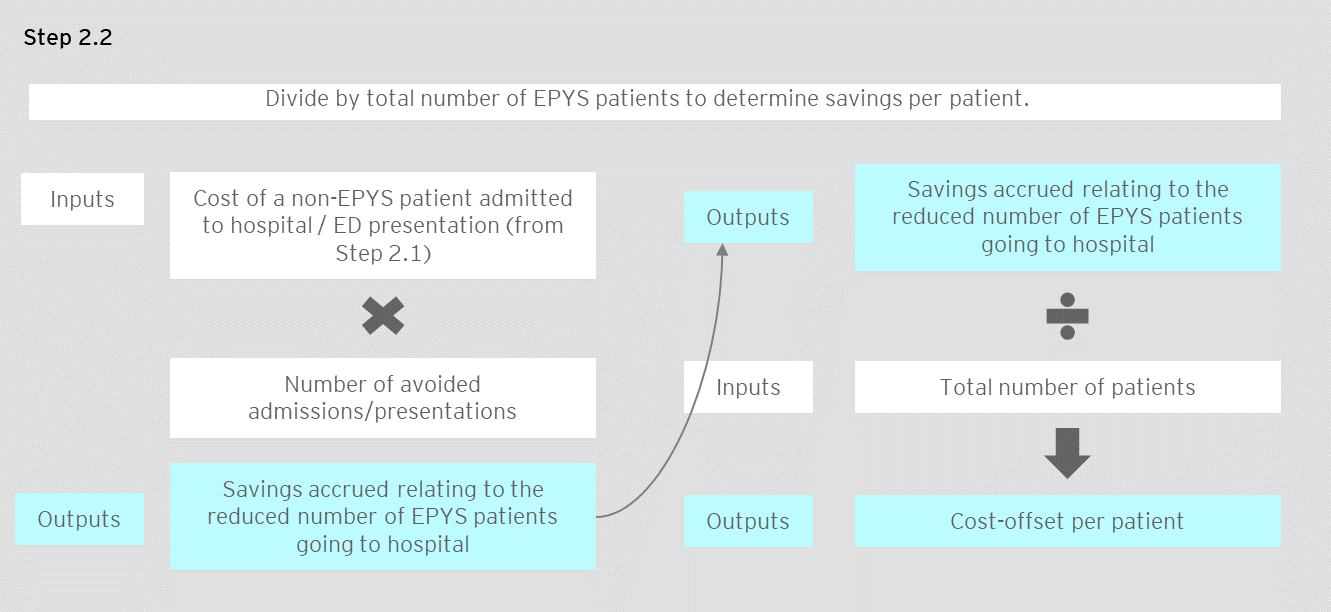 Step 2.2
Divide by total number of EPYS patients to determine savings per patient.
Inputs
Cost of a non-EPYS patient admitted
to hospital / ED presentation (from
Step 2.1)
Number of avoided
admissions/presentations
Outputs
Savings accrued relating to the
reduced number of EPYS patients
going to hospital
Outputs
Savings accrued relating to the
reduced number of EPYS patients
going to hospital
Inputs
Total number of patients
Outputs
Cost-offset per patient